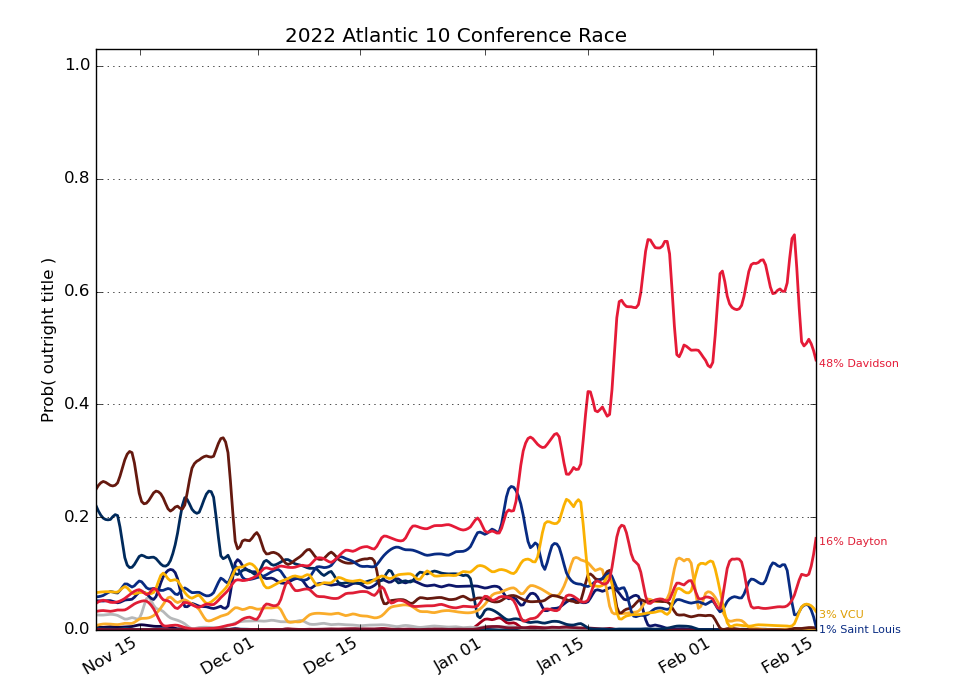 2022 Atlantic 10 Conference Race
Prob( outright title )
1.0
0.8
0.6
0.4
0.2
0.0
48% Davidson
16% Dayton
3% VCU
1% Saint Louis
Nov 15
Dec 01
Dec 15
Jan 01
Jan 15
Feb 01
Feb 15